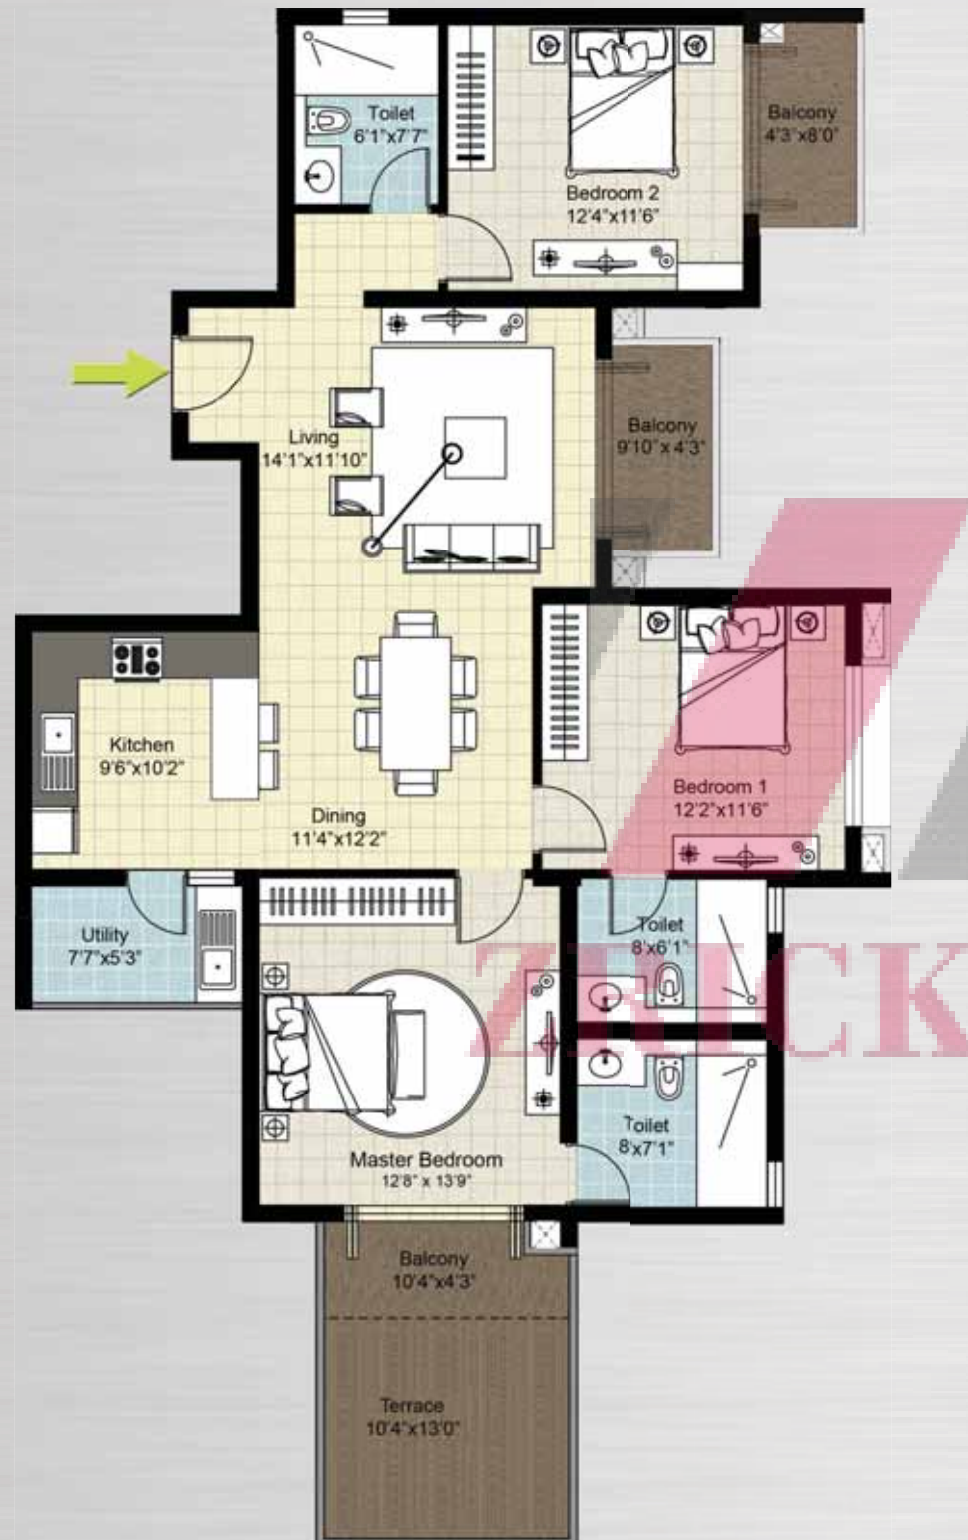 Toilet
6'1"x7'7"
Bedroom 2
12'4"x11'6"
Balcony
4'3"x8'0"
Living
14'1"x11'10"
Balcony
9'10"x 4'3"
Kitchen
9'6"x10'2"
Dining
11'4"x12'2"
Bedroom 1
12'2"x11'6"
Utility
7'7"x5'3"
Toilet
8'x6'1"
ZRICK
Toilet
8'x7'1"
Master Bedroom
12'8" x 13'9"
Balcony
10'4"x4'3"
Terrace
10'4"x13'0"